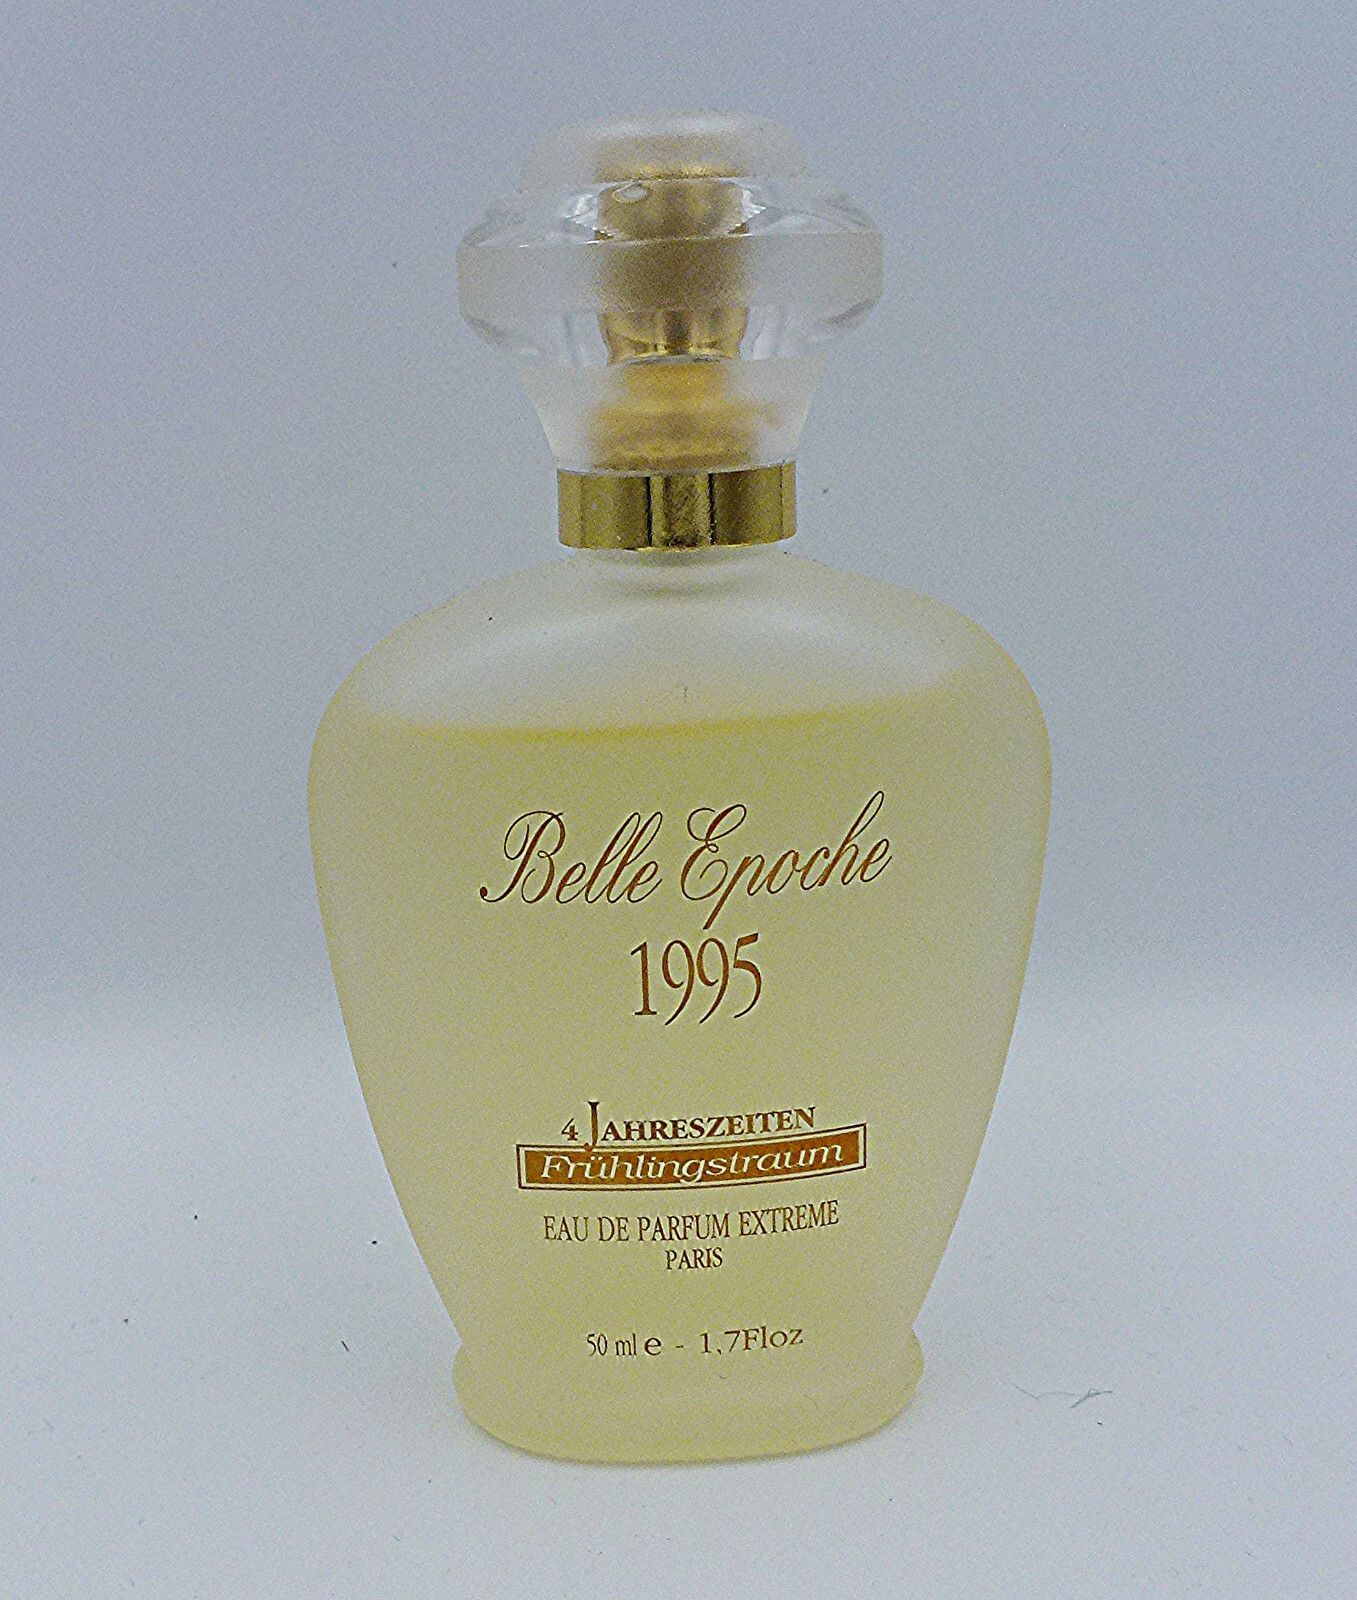 Belle Epoche
1995
4 JAHRESZEITEN
Frühlingstraum
EAU DE PARFUM EXTREME
PARIS
50 ml e - 1,7Floz